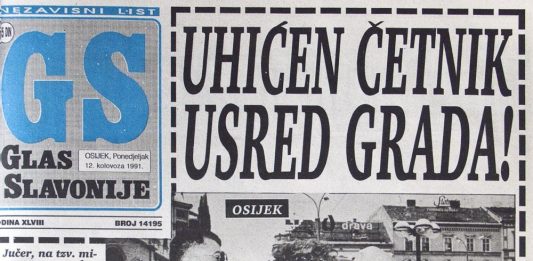 NEZAVISNI LIST
GS
GLAS
SLAVONIJE
OSIJEK, Ponedjeljak
12. kolovoza 1991.
BROJ 14195
UHIĆEN ČETNIK
USRED GRADA!
OSIJEK
drava
Jučer, na tzv. mi-